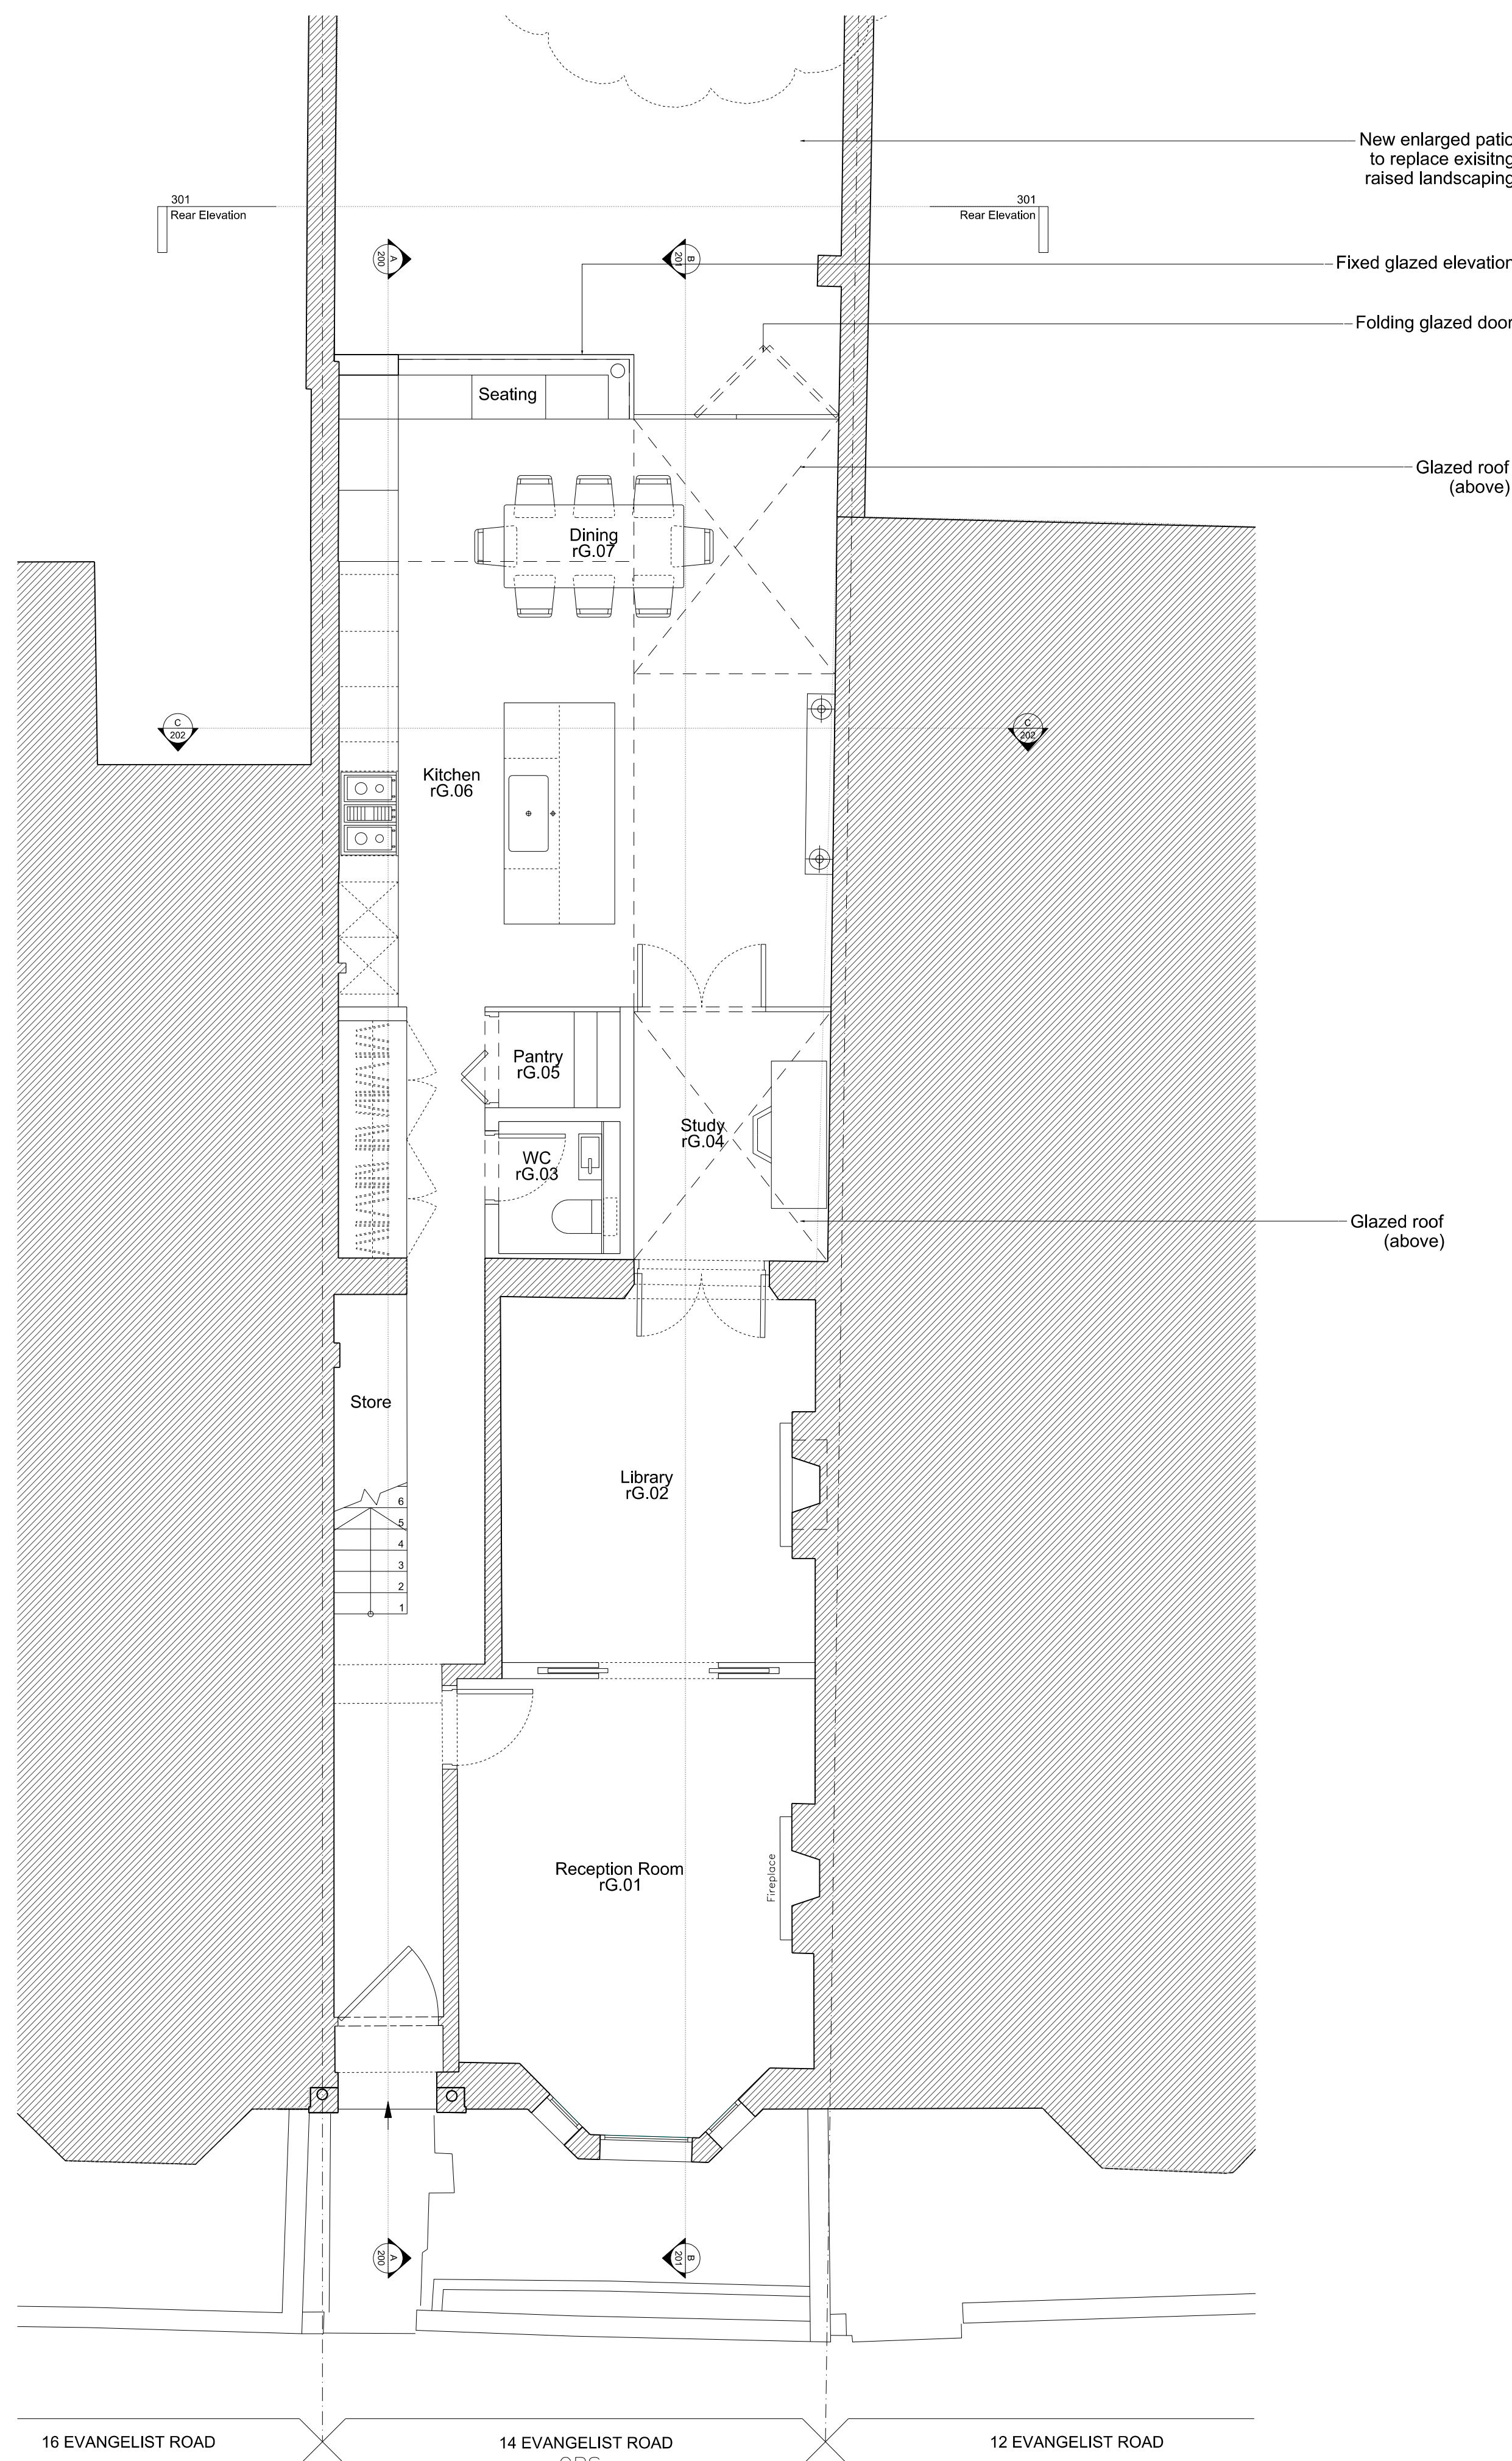 New enlarged patio
to replace exisitng
raised landscaping
301
Rear Elevation
301
Rear Elevation
A
200
B
201
Fixed glazed elevation
Folding glazed door
Seating
Glazed roof
(above)
Dining
rG.07
C
202
C
202
Kitchen
rG.06
Pantry
rG.05
Study
rG.04
WC
rG.03
Glazed roof
(above)
Store
Library
rG.02
6
5
4
3
2
1
Reception Room
rG.01
Fireplace
A
200
B
201
16 EVANGELIST ROAD
14 EVANGELIST ROAD
12 EVANGELIST ROAD